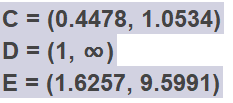 C = (0.4478, 1.0534)
D = (1, ∞)
E = (1.6257, 9.5991)